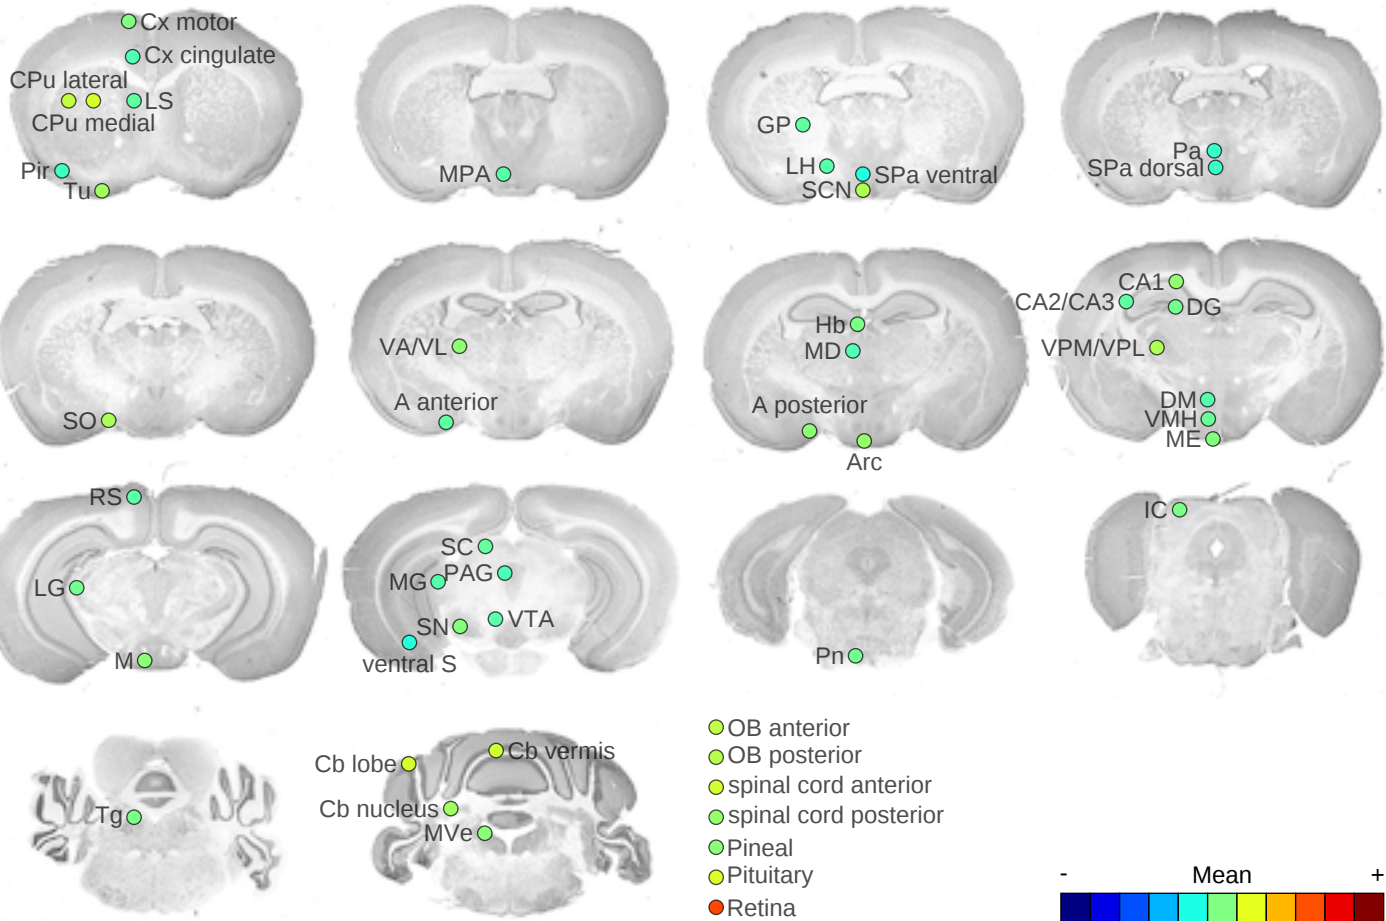 Cx motor
Cx cingulate
CPu lateral
LS
CPu medial
Pir
Tu
MPA
GP
LH
SPa ventral
SCN
Pa
SPa dorsal
SO
VA/VL
A anterior
Hb
MD
A posterior
Arc
CA1
CA2/CA3
DG
VPM/VPL
DM
VMH
ME
RS
LG
M
SC
MG
PAG
SN
VTA
ventral S
Pn
IC
Tg
Cb lobe
Cb vermis
Cb nucleus
MVe
OB anterior
OB posterior
spinal cord anterior
spinal cord posterior
Pineal
Pituitary
Retina
- Mean +